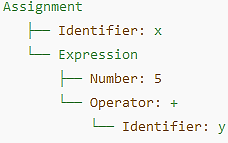 Assignment
├── Identifier: x
└── Expression
├── Number: 5
└── Operator: +
└── Identifier: y